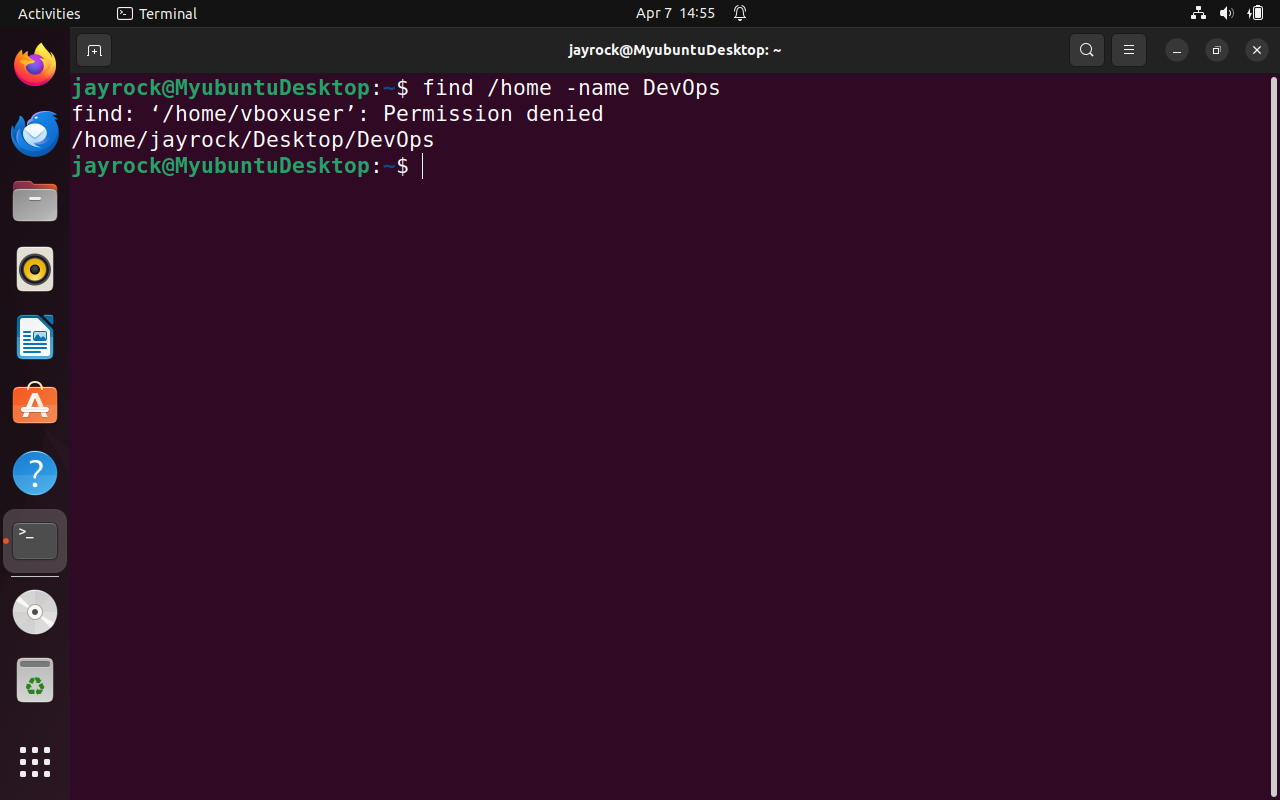 Activities Terminal Apr 7 14:55
jayrock@MyubuntuDesktop: ~
jayrock@MyubuntuDesktop:~$ find /home -name DevOps
find: ‘/home/vboxuser’: Permission denied
/home/jayrock/Desktop/DevOps
jayrock@MyubuntuDesktop:~$